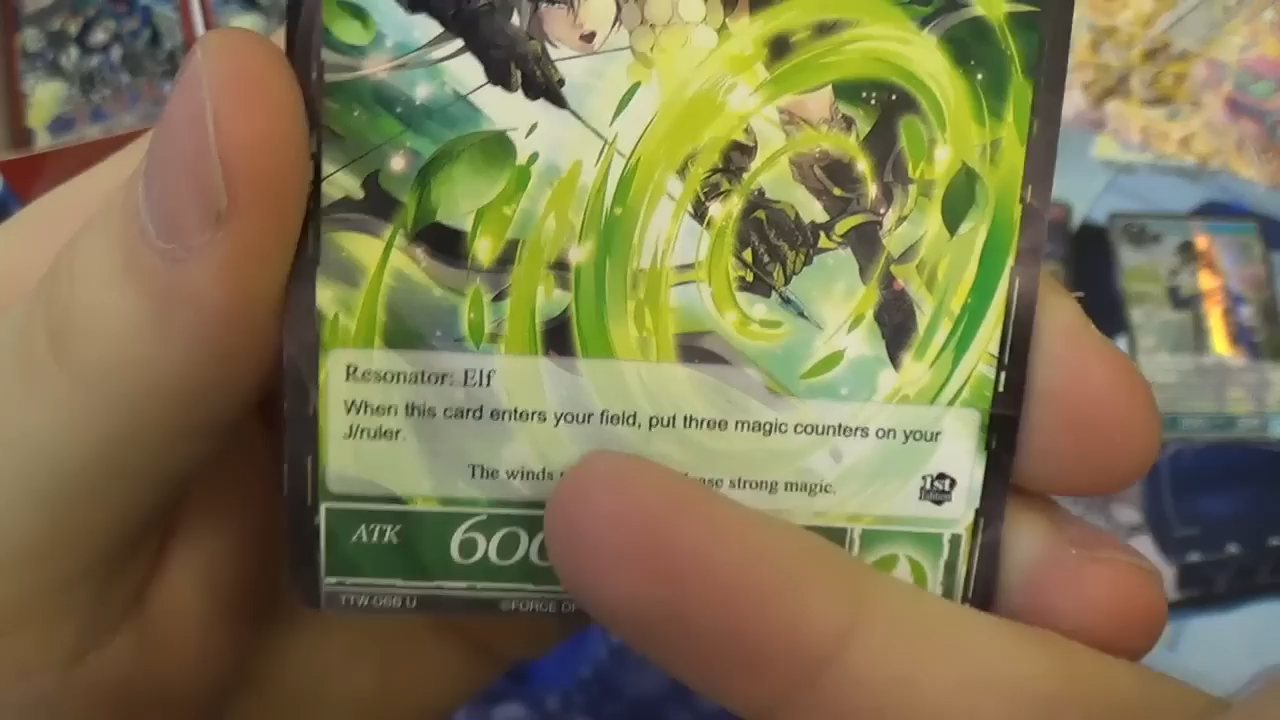 Resonator: Elf
When this card enters your field, put three magic counters on your
J/ruler.
The winds strong magic.
1st
Edition
ATK
600
TTW-066 U
©FORCE OF